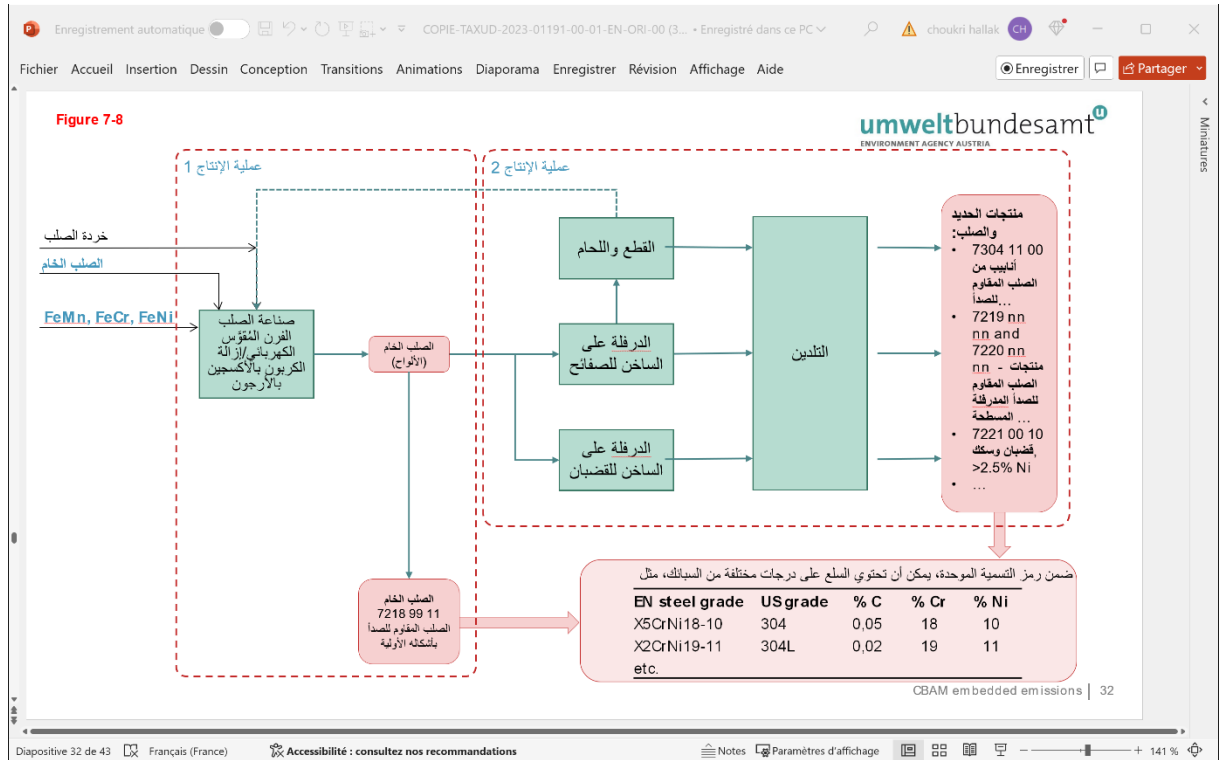 Enregistrement automatique
COPIE-TAXUD-2023-01191-00-01-EN-ORI-00 (3... • Enregistré dans ce PC
choukri hallak
CH
Fichier Accueil Insertion Dessin Conception Transitions Animations Diaporama Enregistrer Révision Affichage Aide
Enregistrer
Partager
Miniatures
Figure 7-8
umweltbundesamt
ENVIRONMENT AGENCY AUSTRIA
عملية الإنتاج 1
عملية الإنتاج 2
خردة الصلب
الصلب الخام
FeMn, FeCr, FeNi
صناعة الصلب
الفرن المُقوَّس
الكهربائي/إزالة
الكربون بالأكسجين
بالأرجون
الصلب الخام
(الألواح)
القطع واللحام
الدرفلة على
الساخن للصفائح
الدرفلة على
الساخن للقضبان
التلدين
منتجات الحديد
والصلب:
• 7304 11 00
أنابيب من
الصلب المقاوم
للصدأ...
• 7219 nn
nn and
7220 nn
nn - منتجات
الصلب المقاوم
للصدأ المدرفلة
المسطحة ...
• 7221 00 10
قضبان وسكك,
>2.5% Ni
• ...
الصلب الخام
7218 99 11
الصلب المقاوم للصدأ
بأشكاله الأولية
ضمن رمز التسمية الموحدة، يمكن أن تحتوي السلع على درجات مختلفة من السبائك، مثل
EN steel grade US grade % C % Cr % Ni
X5CrNi18-10 304 0,05 18 10
X2CrNi19-11 304L 0,02 19 11
etc.
CBAM embedded emissions | 32
Diapositive 32 de 43 Français (France) Accessibilité : consultez nos recommandations Notes Paramètres d'affichage 141 %